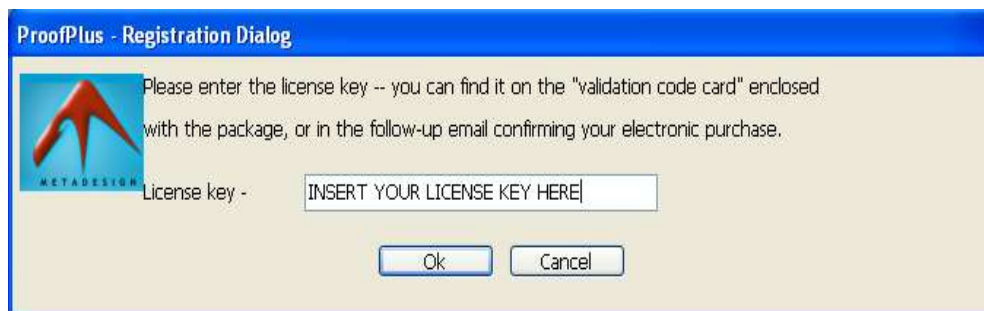 ProofPlus - Registration Dialog
Please enter the license key -- you can find it on the "validation code card" enclosed
with the package, or in the follow-up email confirming your electronic purchase.
METADESIGN
License key -
INSERT YOUR LICENSE KEY HERE
Ok
Cancel